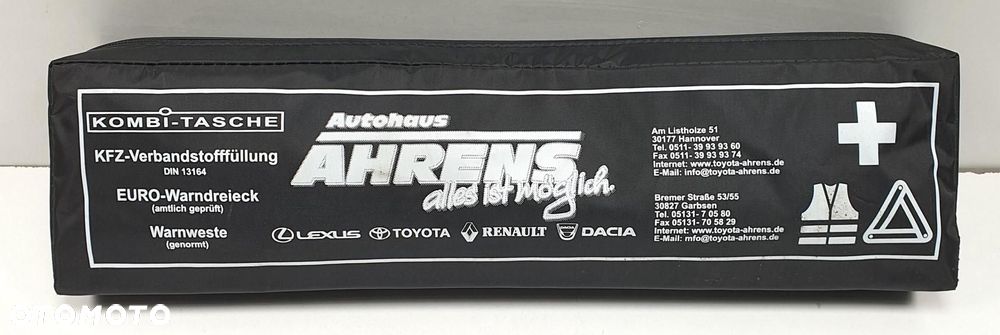 KOMBI-TASCHE
KFZ-Verbandstofffüllung
DIN 13164
EURO-Warndreieck
(amtlich geprüft)
Warnweste
(genormt)
Autohaus
AHRENS
alles ist möglich.
LEXUS TOYOTA RENAULT DACIA
Am Listholze 51
30177 Hannover
Tel. 0511- 39 93 93 60
Fax 0511- 39 93 93 74
Internet: www.toyota-ahrens.de
E-Mail: info@toyota-ahrens.de
Bremer Straße 53/55
30827 Garbsen
Tel. 05131- 7 05 80
Fax 05131- 70 58 29
Internet: www.toyota-ahrens.de
E-Mail: info@toyota-ahrens.de
OTOMOTO